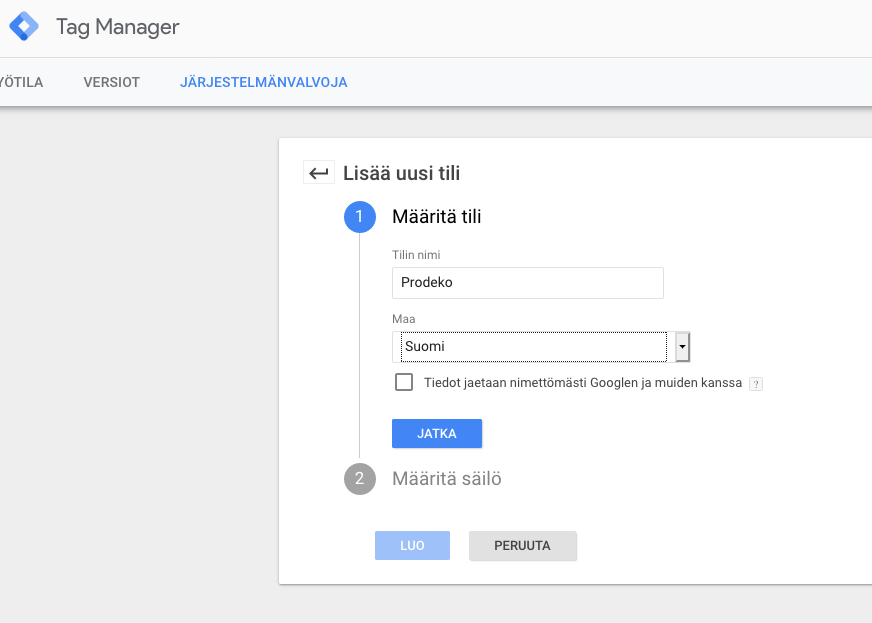 Tag Manager
YÖTILA VERSIOT JÄRJESTELMÄNVALVOJA
Lisää uusi tili
1 Määritä tili
Tilin nimi
Prodeko
Maa
Suomi
Tiedot jaetaan nimettömästi Googlen ja muiden kanssa ?
JATKA
2 Määritä säilö
LUO PERUUTA